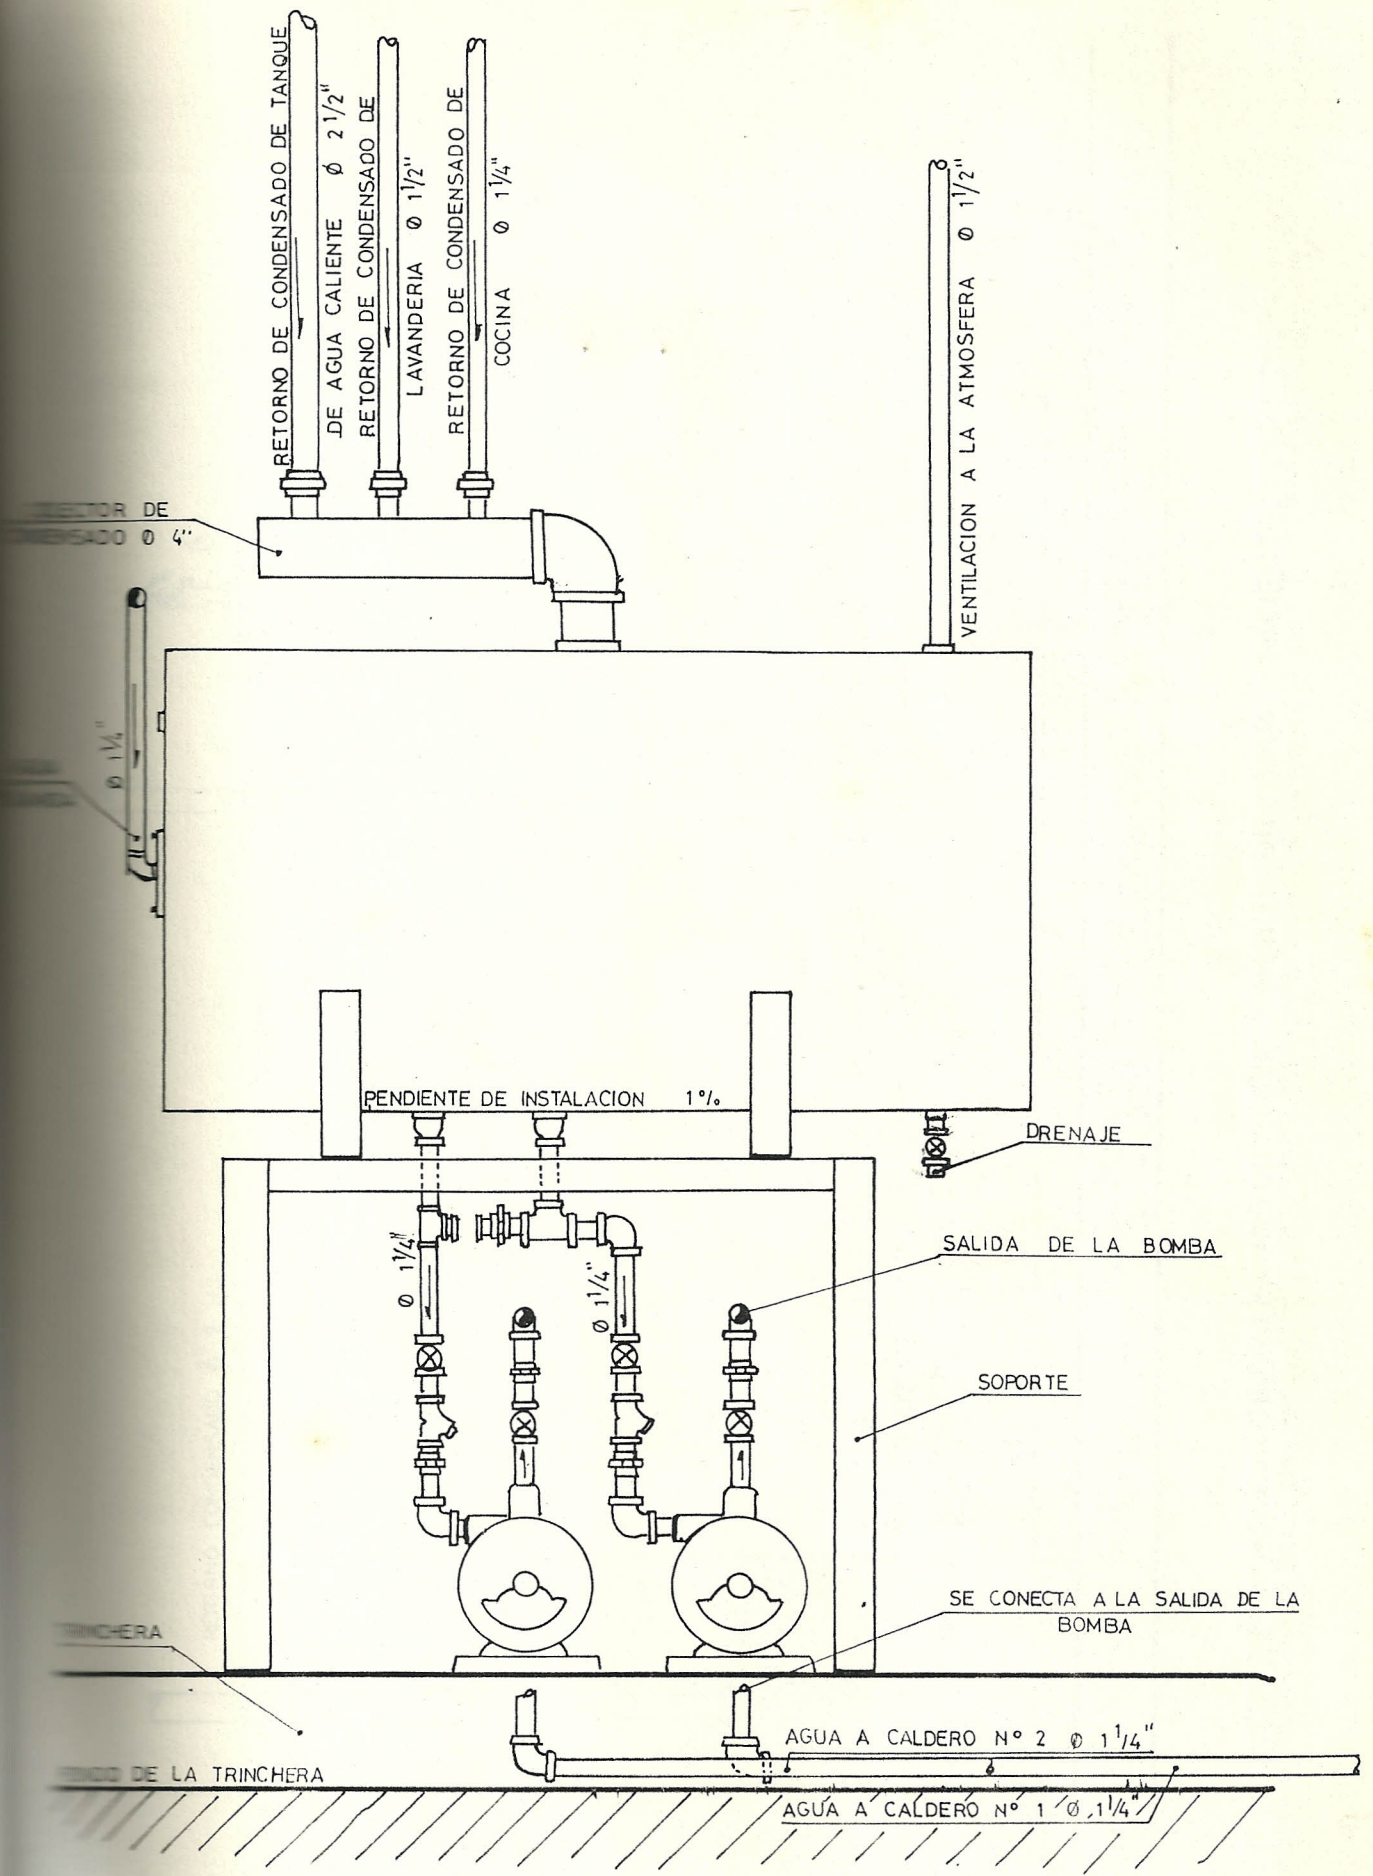 RETORNO DE CONDENSADO DE TANQUE
DE AGUA CALIENTE Ø 2 1/2"
RETORNO DE CONDENSADO DE
LAVANDERIA Ø 1 1/2"
RETORNO DE CONDENSADO DE
COCINA Ø 1 1/4"
VENTILACION A LA ATMOSFERA Ø 1 1/2"
DE
Ø 4"
Ø 1 1/4"
PENDIENTE DE INSTALACION 1%
DRENAJE
Ø 1 1/4"
Ø 1 1/4"
SALIDA DE LA BOMBA
SOPORTE
SE CONECTA A LA SALIDA DE LA
BOMBA
TRINCHERA
AGUA A CALDERO Nº 2 Ø 1 1/4"
DE LA TRINCHERA
AGUA A CALDERO Nº 1 Ø 1 1/4"